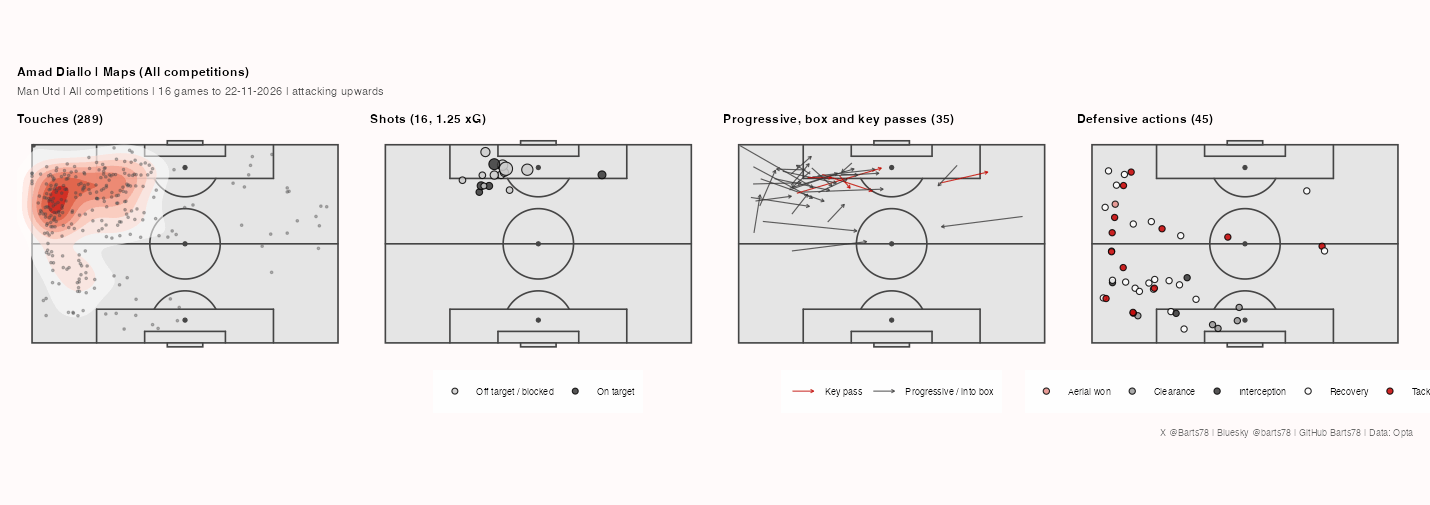 Amad Diallo | Maps (All competitions)
Man Utd | All competitions | 16 games to 22-11-2026 | attacking upwards
Touches (289)
Shots (16, 1.25 xG)
Progressive, box and key passes (35)
Defensive actions (45)
Off target / blocked
On target
Key pass
Progressive / Into box
Aerial won
Clearance
Interception
Recovery
Tack
X @Barts78 | Bluesky @barts78 | GitHub Barts78 | Data: Opta